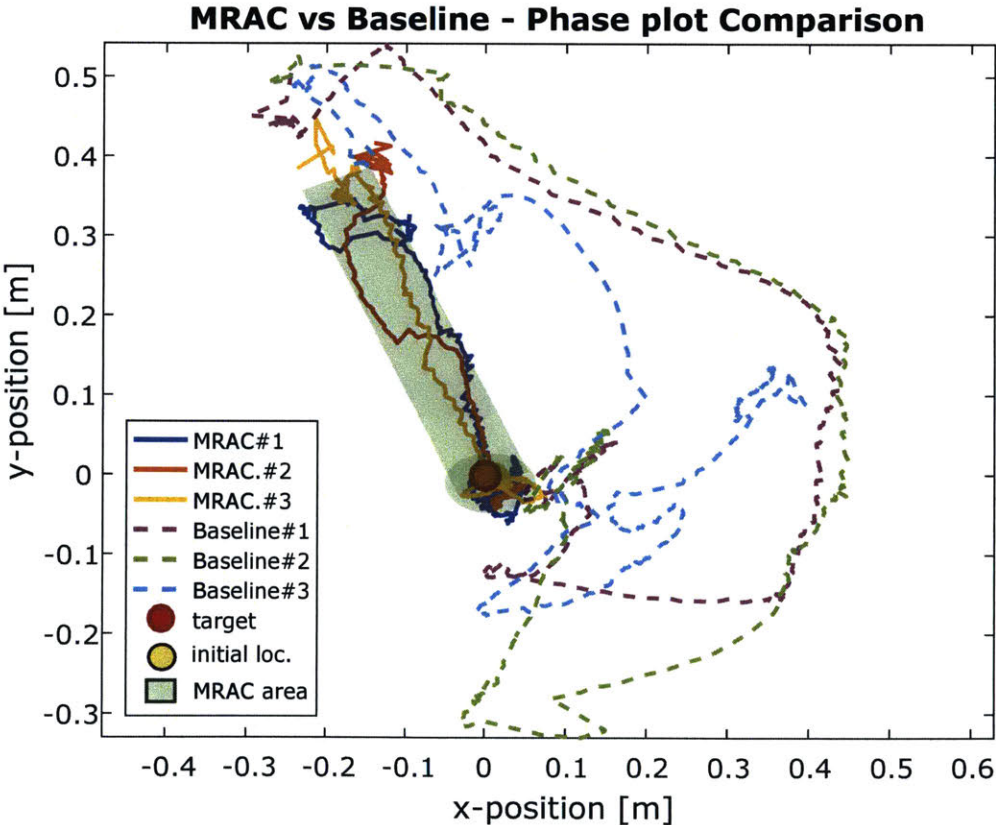 MRAC vs Baseline - Phase plot Comparison
y-position [m]
0.5
0.4
0.3
0.2
0.1
0
-0.1
-0.2
-0.3
MRAC#1
MRAC.#2
MRAC.#3
Baseline#1
Baseline#2
Baseline#3
target
initial loc.
MRAC area
-0.4 -0.3 -0.2 -0.1 0 0.1 0.2 0.3 0.4 0.5 0.6
x-position [m]